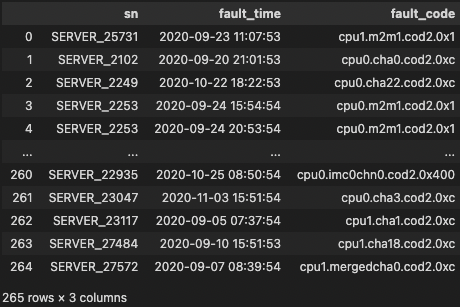 sn fault_time fault_code
0 SERVER_25731 2020-09-23 11:07:53 cpu1.m2m1.cod2.0x1
1 SERVER_2102 2020-09-20 21:01:53 cpu0.cha0.cod2.0xc
2 SERVER_2249 2020-10-22 18:22:53 cpu0.cha22.cod2.0xc
3 SERVER_2253 2020-09-24 15:54:54 cpu0.m2m1.cod2.0x1
4 SERVER_2253 2020-09-24 20:53:54 cpu0.m2m1.cod2.0x1
... ... ... ...
260 SERVER_22935 2020-10-25 08:50:54 cpu0.imc0chn0.cod2.0x400
261 SERVER_23047 2020-11-03 15:51:54 cpu0.cha3.cod2.0xc
262 SERVER_23117 2020-09-05 07:37:54 cpu1.cha1.cod2.0xc
263 SERVER_27484 2020-09-10 15:51:53 cpu1.cha18.cod2.0xc
264 SERVER_27572 2020-09-07 08:39:54 cpu1.mergedcha0.cod2.0xc
265 rows × 3 columns